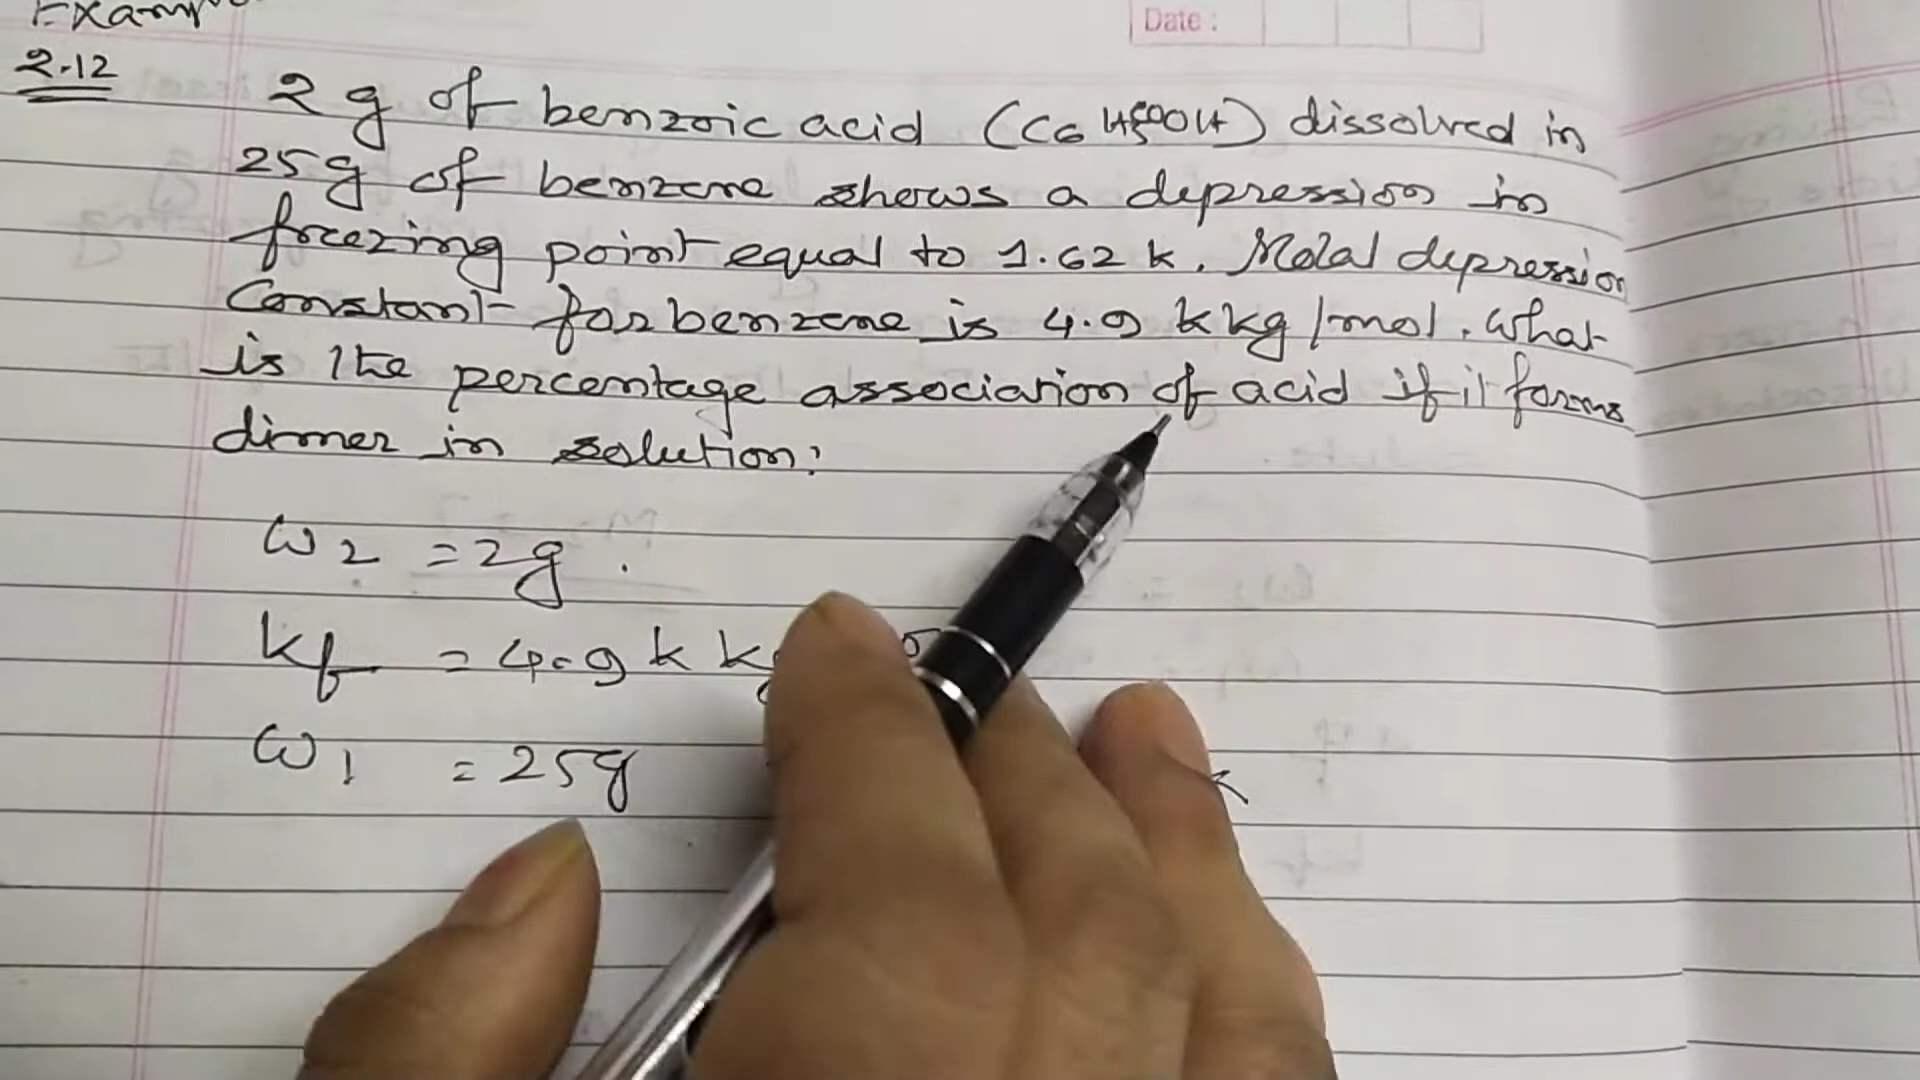 Date :
2.12
2 g of benzoic acid (C6H5COOH) dissolved in
25g of benzene shows a depression in
freezing point equal to 1.62 k. Molal depression
Constant for benzene is 4.9 k kg/mol. What
is the percentage association of acid if it forms
dimer in solution?
w2 = 2g.
kf = 4.9 k
w1 = 25g